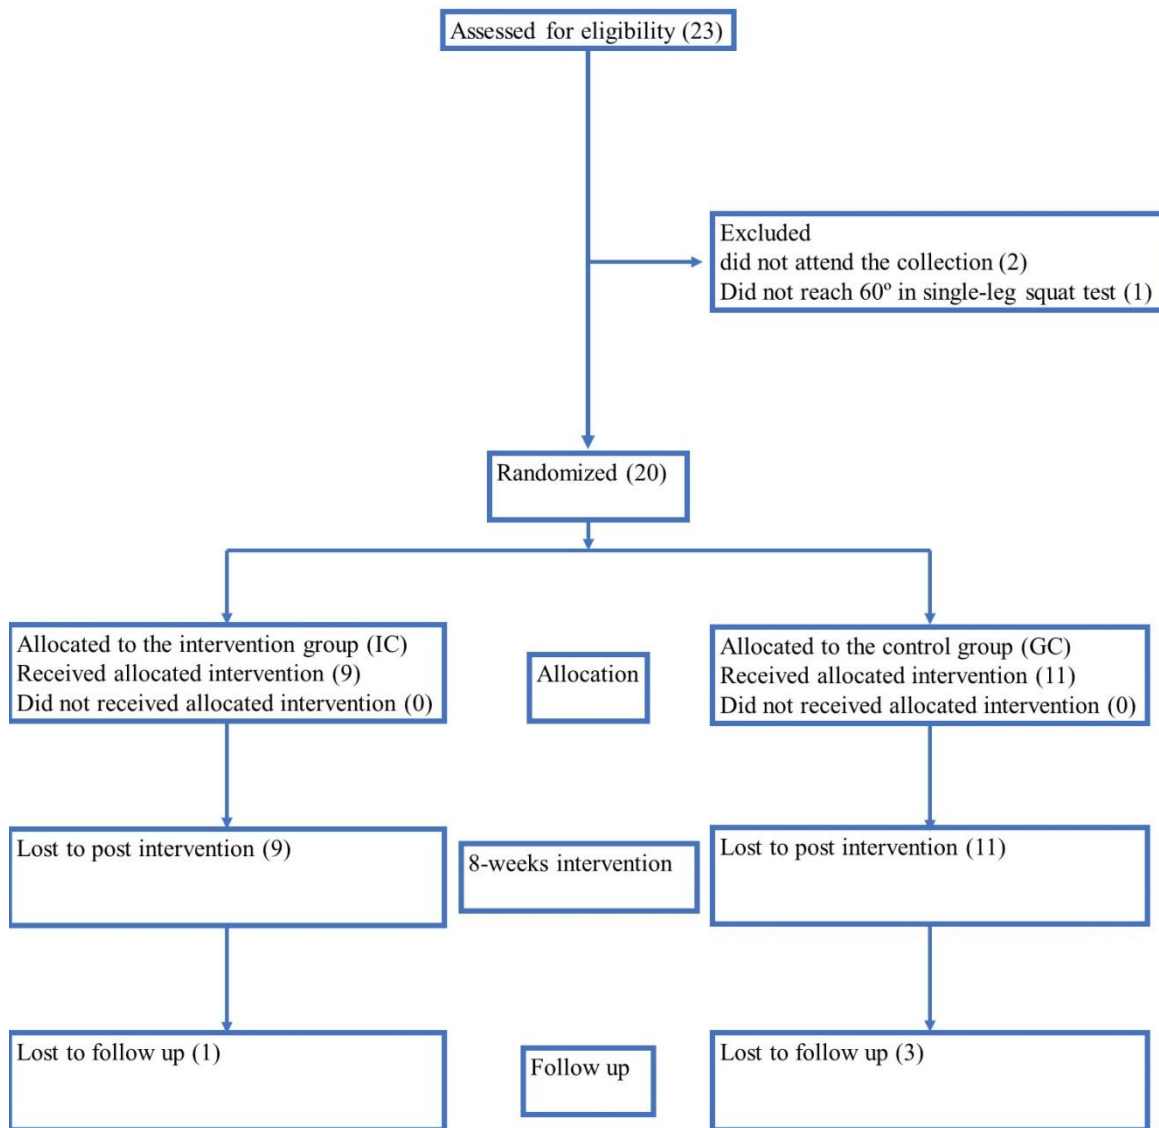 Assessed for eligibility (23)
Excluded
did not attend the collection (2)
Did not reach 60º in single-leg squat test (1)
Randomized (20)
Allocated to the intervention group (IC)
Received allocated intervention (9)
Did not received allocated intervention (0)
Allocation
Allocated to the control group (GC)
Received allocated intervention (11)
Did not received allocated intervention (0)
Lost to post intervention (9)
8-weeks intervention
Lost to post intervention (11)
Lost to follow up (1)
Follow up
Lost to follow up (3)